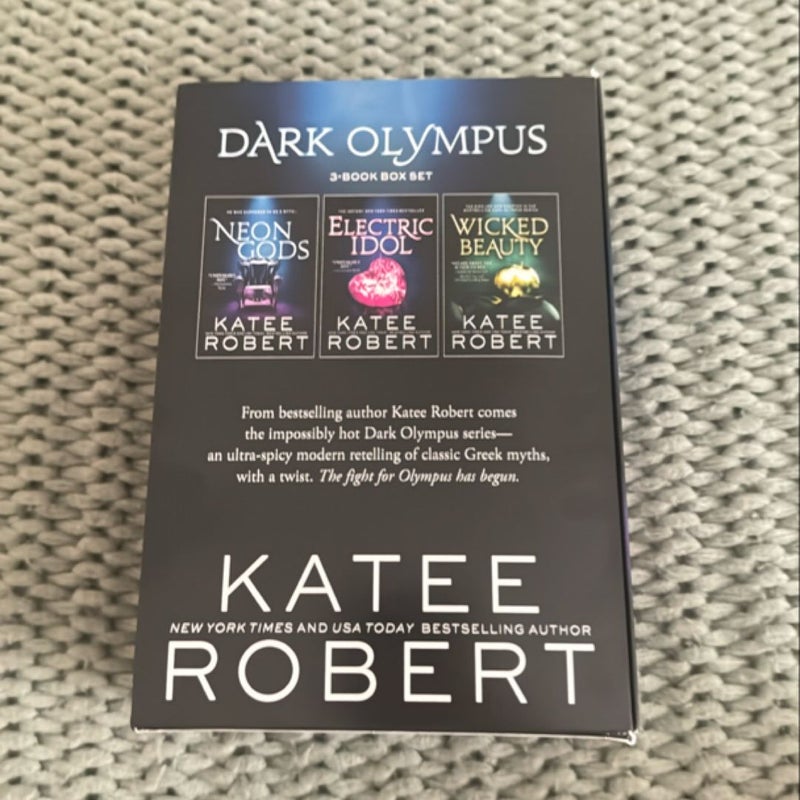 DARK OLYMPUS
3-BOOK BOX SET
NEON
GODS
KATEE
ROBERT
ELECTRIC
IDOL
KATEE
ROBERT
WICKED
BEAUTY
KATEE
ROBERT
From bestselling author Katee Robert comes
the impossibly hot Dark Olympus series—
an ultra-spicy modern retelling of classic Greek myths,
with a twist. The fight for Olympus has begun.
KATEE
NEW YORK TIMES AND USA TODAY BESTSELLING AUTHOR
ROBERT